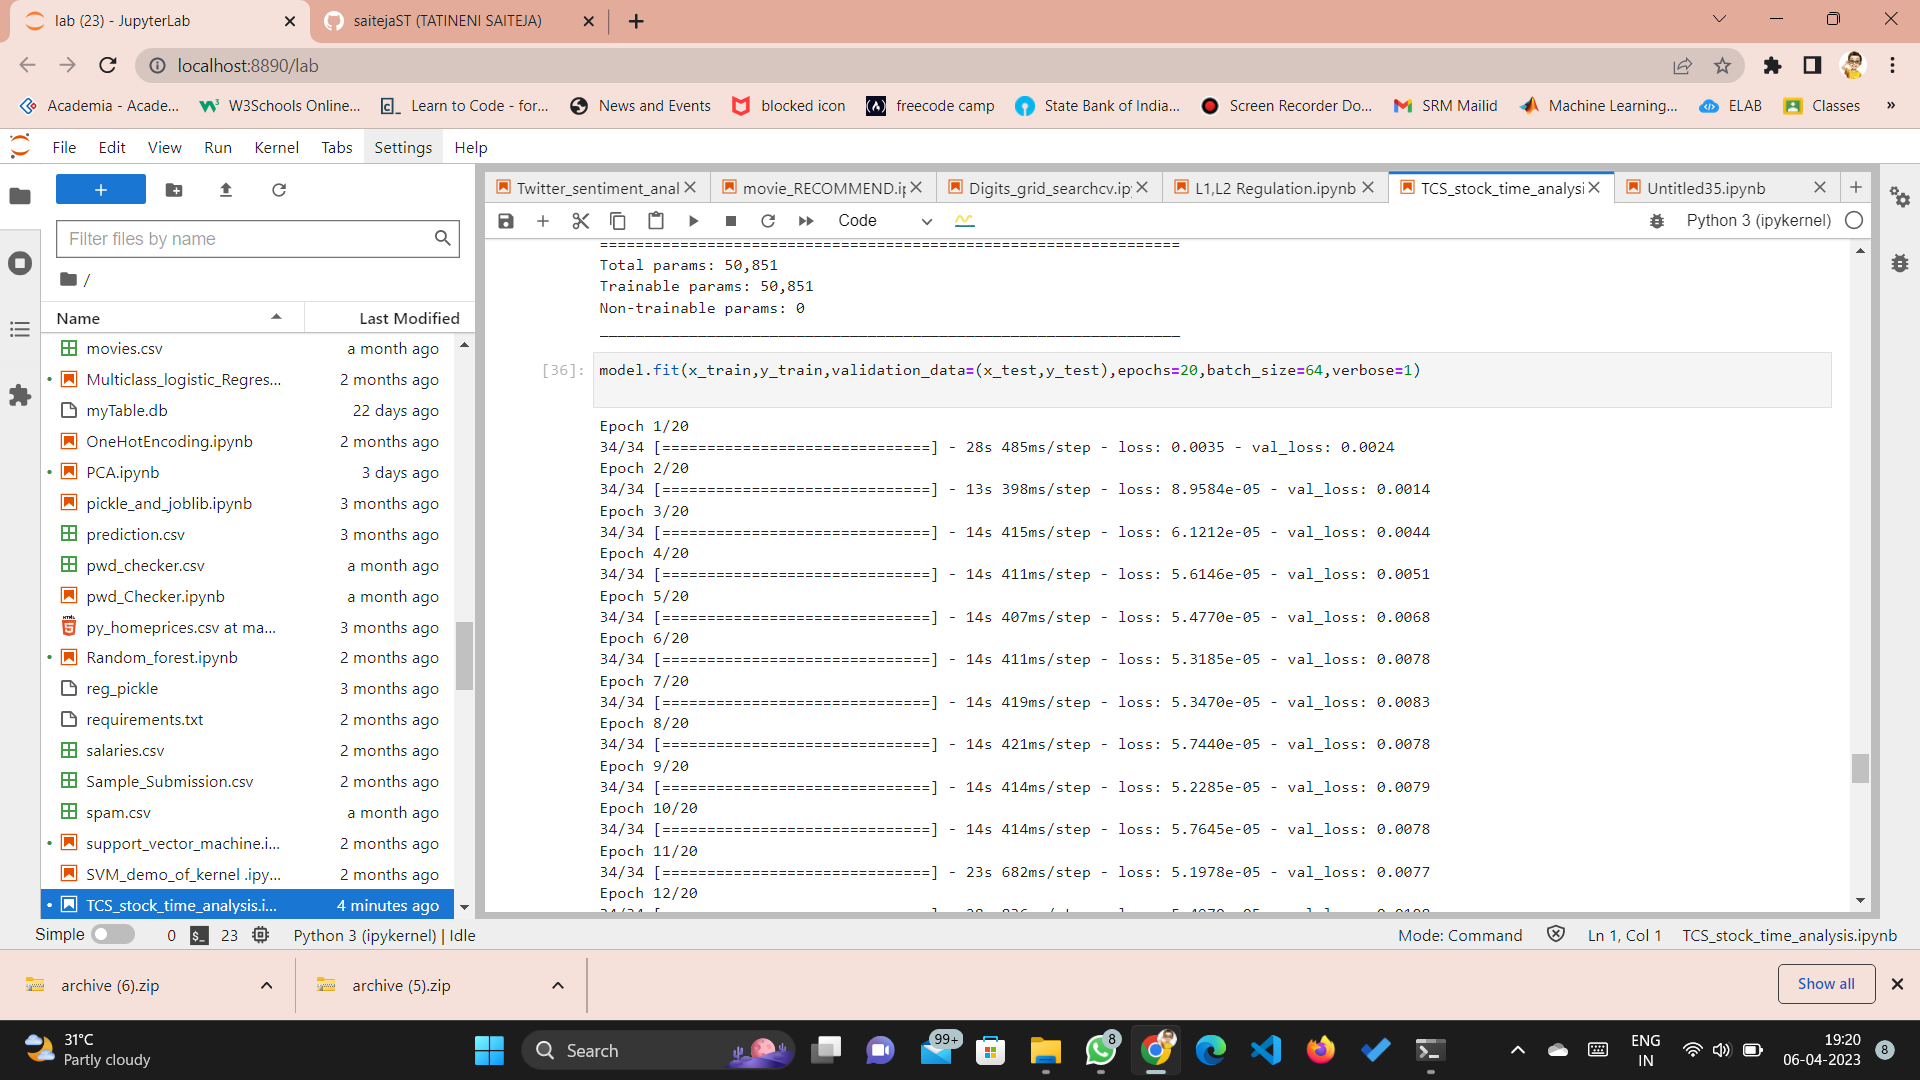 lab (23) - JupyterLab
saitejaST (TATINENI SAITEJA)
localhost:8890/lab
Academia - Acade...
W3Schools Online...
Learn to Code - for...
News and Events
blocked icon
freecode camp
State Bank of India...
Screen Recorder Do...
SRM Mailid
Machine Learning...
ELAB
Classes
»
File Edit View Run Kernel Tabs Settings Help
Filter files by name
/
Name Last Modified
movies.csv a month ago
Multiclass_logistic_Regres... 2 months ago
myTable.db 22 days ago
OneHotEncoding.ipynb 2 months ago
PCA.ipynb 3 days ago
pickle_and_joblib.ipynb 3 months ago
prediction.csv 3 months ago
pwd_checker.csv a month ago
pwd_Checker.ipynb a month ago
py_homeprices.csv at ma... 3 months ago
Random_forest.ipynb 2 months ago
reg_pickle 3 months ago
requirements.txt 2 months ago
salaries.csv 2 months ago
Sample_Submission.csv 2 months ago
spam.csv a month ago
support_vector_machine.i... 2 months ago
SVM_demo_of_kernel .ipy... 2 months ago
TCS_stock_time_analysis.i... 4 minutes ago
Twitter_sentiment_anal
movie_RECOMMEND.i
Digits_grid_searchcv.ip
L1,L2 Regulation.ipynb
TCS_stock_time_analysi
Untitled35.ipynb
Code
Python 3 (ipykernel)
=================================================================
Total params: 50,851
Trainable params: 50,851
Non-trainable params: 0
_________________________________________________________________
[36]: model.fit(x_train,y_train,validation_data=(x_test,y_test),epochs=20,batch_size=64,verbose=1)
Epoch 1/20
34/34 [==============================] - 28s 485ms/step - loss: 0.0035 - val_loss: 0.0024
Epoch 2/20
34/34 [==============================] - 13s 398ms/step - loss: 8.9584e-05 - val_loss: 0.0014
Epoch 3/20
34/34 [==============================] - 14s 415ms/step - loss: 6.1212e-05 - val_loss: 0.0044
Epoch 4/20
34/34 [==============================] - 14s 411ms/step - loss: 5.6146e-05 - val_loss: 0.0051
Epoch 5/20
34/34 [==============================] - 14s 407ms/step - loss: 5.4770e-05 - val_loss: 0.0068
Epoch 6/20
34/34 [==============================] - 14s 411ms/step - loss: 5.3185e-05 - val_loss: 0.0078
Epoch 7/20
34/34 [==============================] - 14s 419ms/step - loss: 5.3470e-05 - val_loss: 0.0083
Epoch 8/20
34/34 [==============================] - 14s 421ms/step - loss: 5.7440e-05 - val_loss: 0.0078
Epoch 9/20
34/34 [==============================] - 14s 414ms/step - loss: 5.2285e-05 - val_loss: 0.0079
Epoch 10/20
34/34 [==============================] - 14s 414ms/step - loss: 5.7645e-05 - val_loss: 0.0078
Epoch 11/20
34/34 [==============================] - 23s 682ms/step - loss: 5.1978e-05 - val_loss: 0.0077
Epoch 12/20
Simple 0 $_ 23 Python 3 (ipykernel) | Idle
Mode: Command Ln 1, Col 1 TCS_stock_time_analysis.ipynb
archive (6).zip
archive (5).zip
Show all
31°C
Partly cloudy
Search
99+
8
ENG
IN
19:20
06-04-2023
8